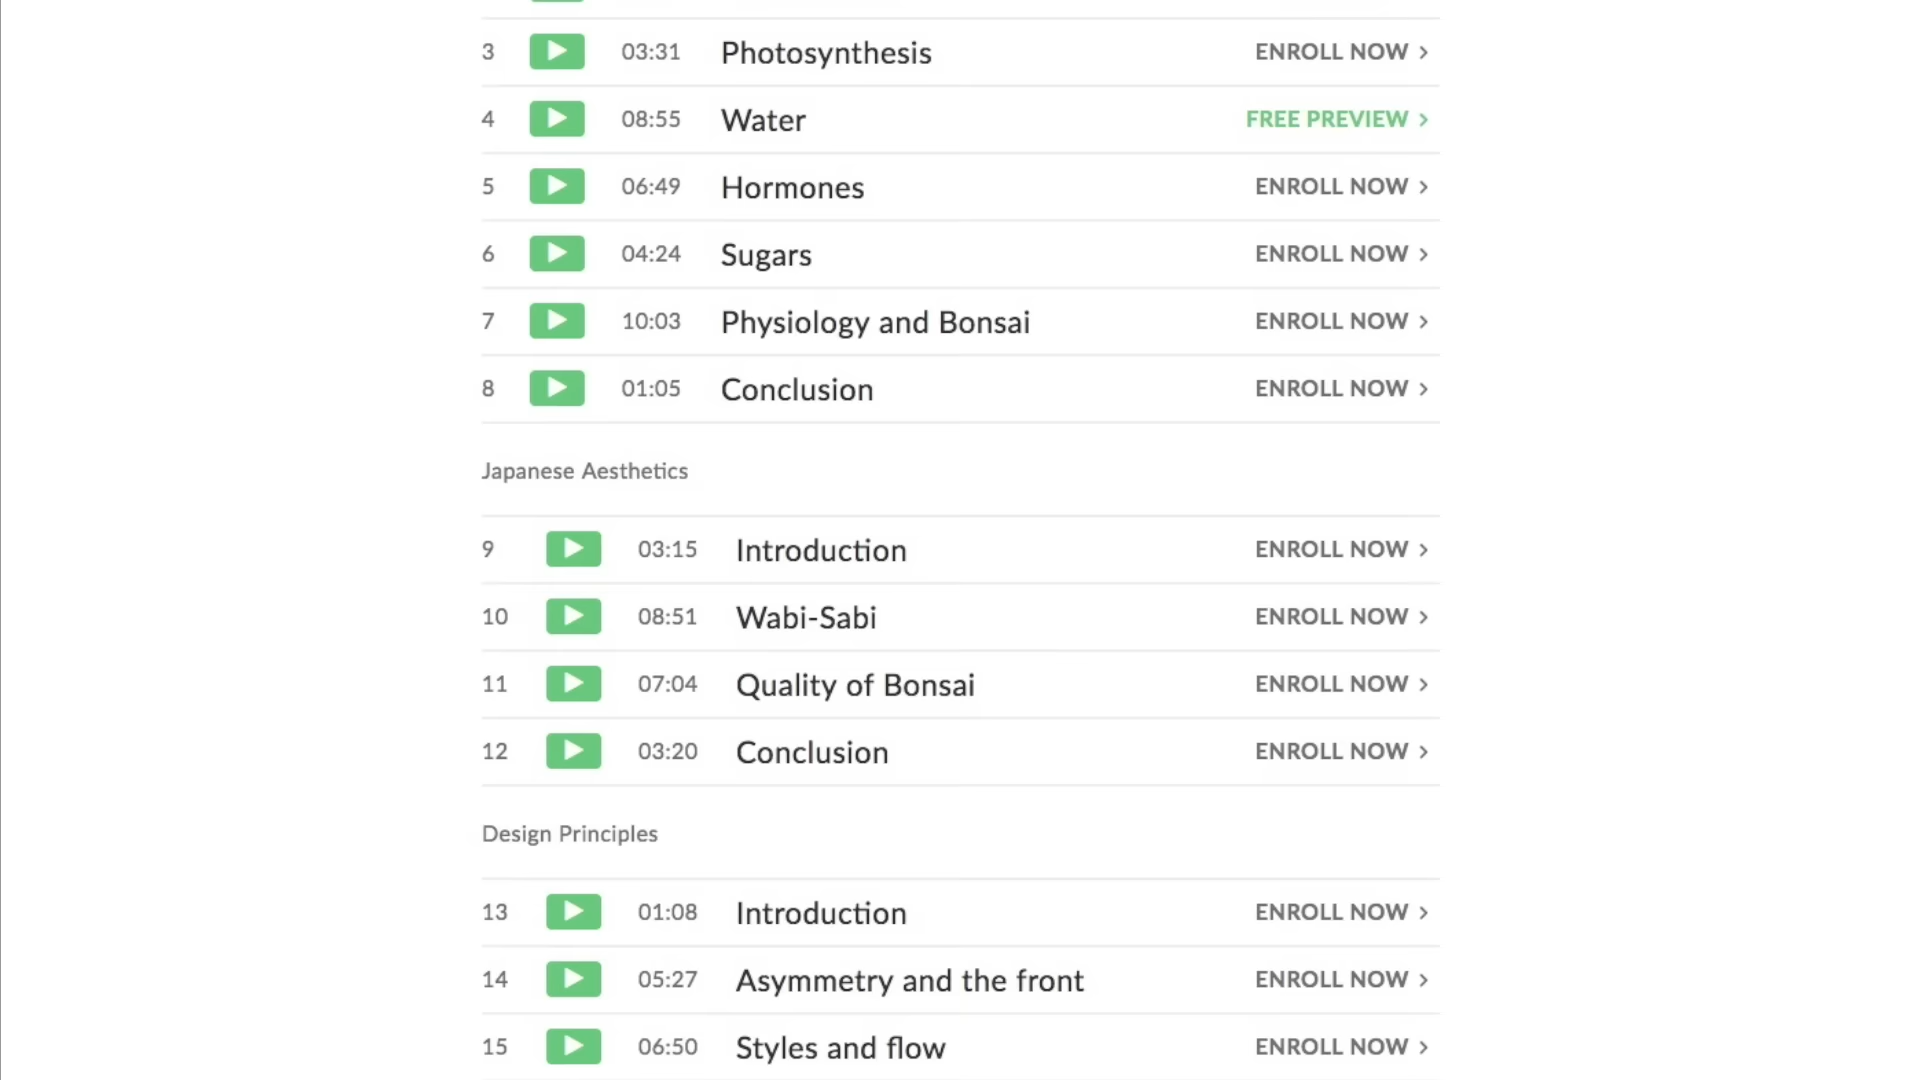 3 03:31 Photosynthesis ENROLL NOW >
4 08:55 Water FREE PREVIEW >
5 06:49 Hormones ENROLL NOW >
6 04:24 Sugars ENROLL NOW >
7 10:03 Physiology and Bonsai ENROLL NOW >
8 01:05 Conclusion ENROLL NOW >
Japanese Aesthetics
9 03:15 Introduction ENROLL NOW >
10 08:51 Wabi-Sabi ENROLL NOW >
11 07:04 Quality of Bonsai ENROLL NOW >
12 03:20 Conclusion ENROLL NOW >
Design Principles
13 01:08 Introduction ENROLL NOW >
14 05:27 Asymmetry and the front ENROLL NOW >
15 06:50 Styles and flow ENROLL NOW >